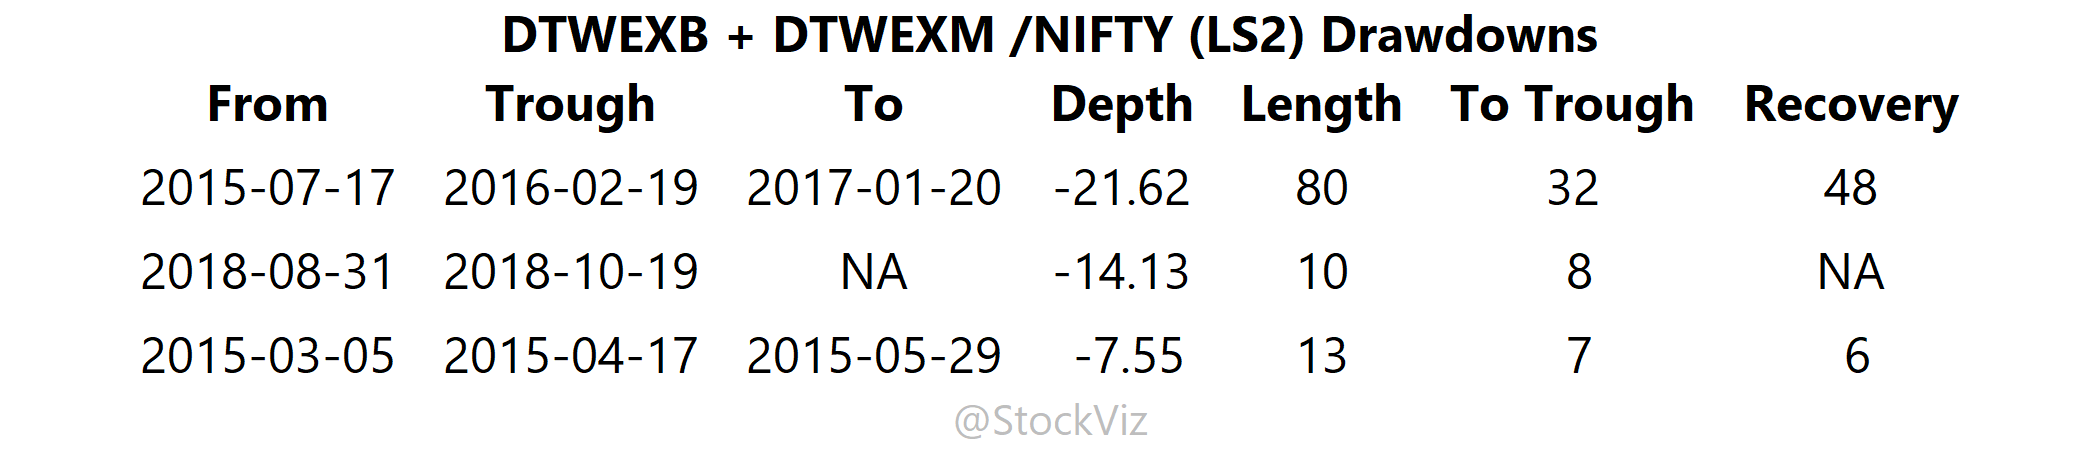 DTWEXB + DTWEXM /NIFTY (LS2) Drawdowns
From Trough To Depth Length To Trough Recovery
2015-07-17 2016-02-19 2017-01-20 -21.62 80 32 48
2018-08-31 2018-10-19 NA -14.13 10 8 NA
2015-03-05 2015-04-17 2015-05-29 -7.55 13 7 6
@StockViz